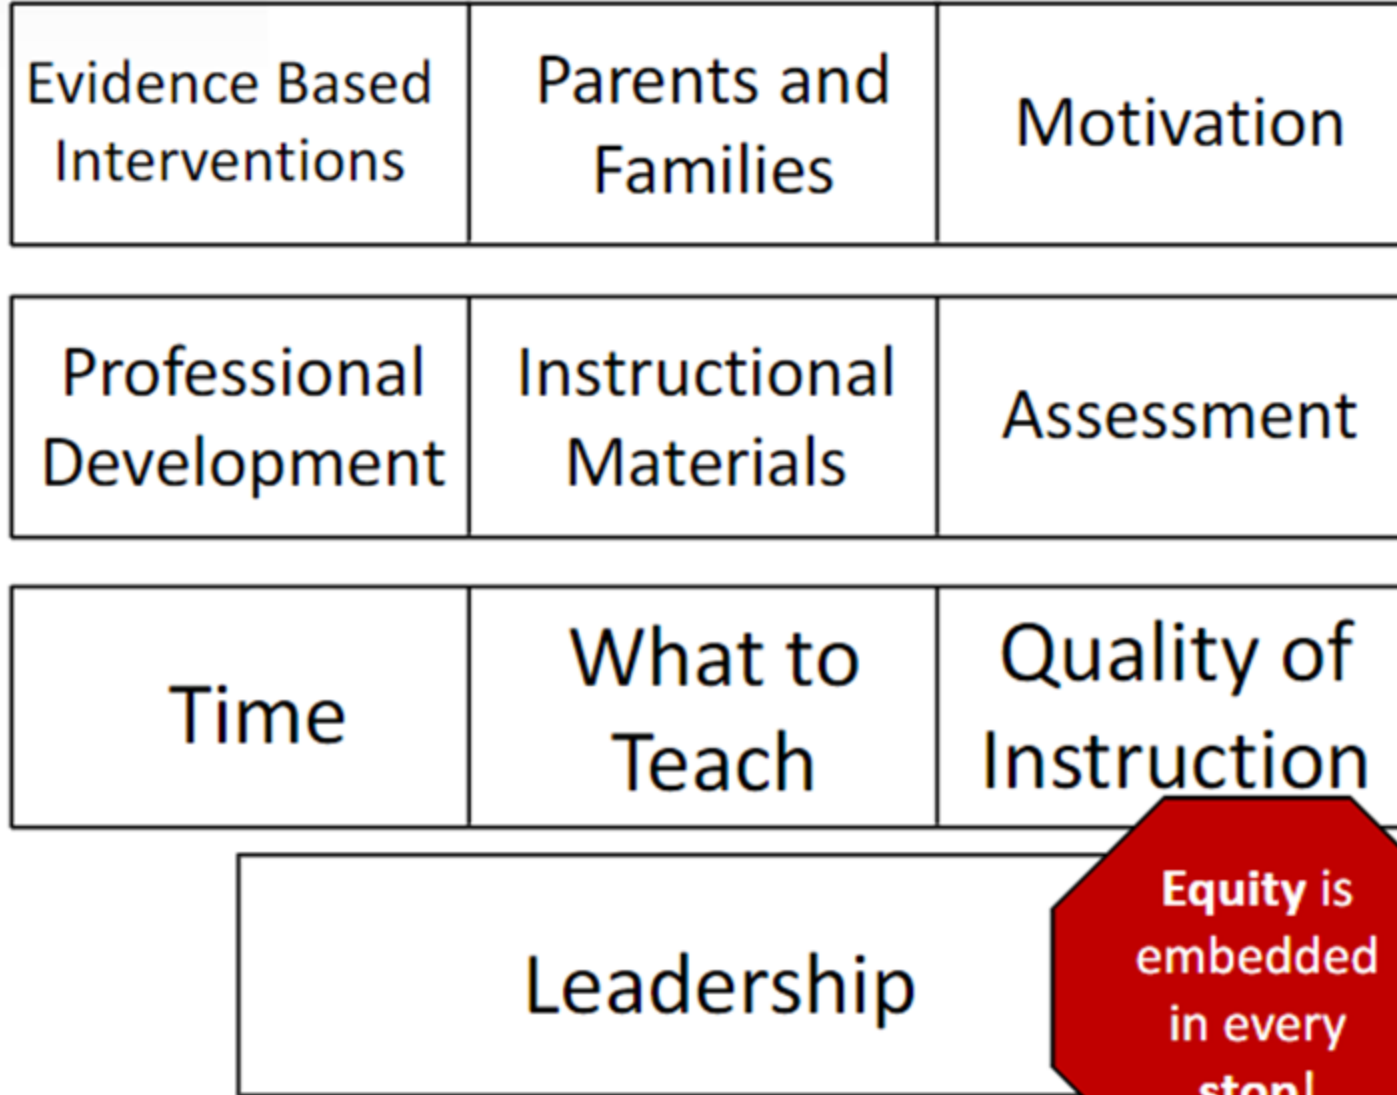 Evidence Based
Interventions
Parents and
Families
Motivation
Professional
Development
Instructional
Materials
Assessment
Time
What to
Teach
Quality of
Instruction
Leadership
Equity is
embedded
in every
stop!